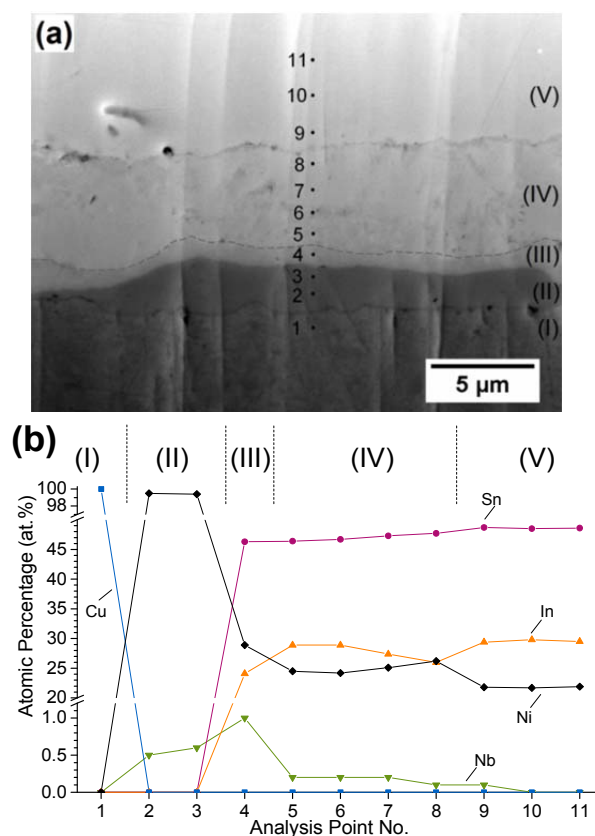 (a)
11
10
(V)
9
8
7
(IV)
6
5
4
(III)
3
(II)
2
1
(I)
5 µm
(b)
(I) (II) (III) (IV) (V)
100
98
Sn
45
40
Cu
35
In
30
25
20
Ni
1.0
0.5
Nb
0.0
Atomic Percentage (at.%)
1 2 3 4 5 6 7 8 9 10 11
Analysis Point No.